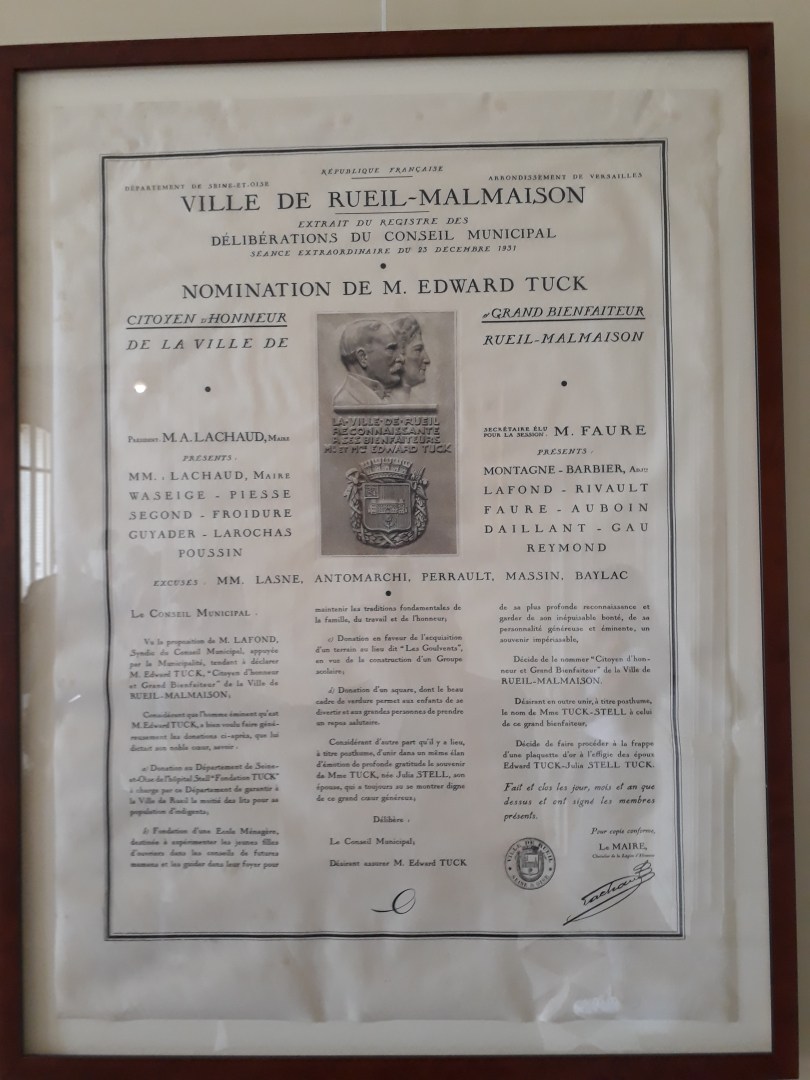 RÉPUBLIQUE FRANÇAISE
DÉPARTEMENT DE SEINE-ET-OISE
ARRONDISSEMENT DE VERSAILLES
VILLE DE RUEIL-MALMAISON
EXTRAIT DU REGISTRE DES
DÉLIBÉRATIONS DU CONSEIL MUNICIPAL
SÉANCE EXTRAORDINAIRE DU 23 DÉCEMBRE 1931
NOMINATION DE M. EDWARD TUCK
CITOYEN D'HONNEUR
DE LA VILLE DE
& GRAND BIENFAITEUR
RUEIL-MALMAISON
LA·VILLE·DE·RUEIL
RECONNAISSANTE
A SES BIENFAITEURS
MR ET ME EDWARD TUCK
PRÉSIDENT M. A. LACHAUD, MAIRE
PRÉSENTS :
MM. LACHAUD, MAIRE
WASEIGE - PIESSE
SEGOND - FROIDURE
GUYADER - LAROCHAS
POUSSIN
SECRÉTAIRE ÉLU
POUR LA SESSION : M. FAURE
PRÉSENTS :
MONTAGNE - BARBIER, ADJTS
LAFOND - RIVAULT
FAURE - AUBOIN
DAILLANT - GAU
REYMOND
EXCUSÉS : MM. LASNE, ANTOMARCHI, PERRAULT, MASSIN, BAYLAC
LE CONSEIL MUNICIPAL :
Vu la proposition de M. LAFOND,
Syndic du Conseil Municipal, appuyée
par la Municipalité, tendant à déclarer
M. Edward TUCK, "Citoyen d'honneur
et Grand Bienfaiteur" de la Ville de
RUEIL-MALMAISON,
Considérant que l'homme éminent qu'est
M. Edward TUCK, a bien voulu faire géné-
reusement les donations ci-après, que lui
dictait son noble cœur, savoir :
a) Donation au Département de Seine-
et-Oise de l'hôpital Stell "Fondation TUCK"
à charge par ce Département de garantir à
la Ville de Rueil la moitié des lits pour sa
population d'indigents,
b) Fondation d'une Ecole Ménagère,
destinée à expérimenter les jeunes filles
d'ouvriers dans les conseils de futures
mamans et les guider dans leur foyer pour
maintenir les traditions fondamentales de
la famille, du travail et de l'honneur;
c) Donation en faveur de l'acquisition
d'un terrain au lieu dit "Les Goulvents",
en vue de la construction d'un Groupe
scolaire;
d) Donation d'un square, dont le beau
cadre de verdure permet aux enfants de se
divertir et aux grandes personnes de prendre
un repos salutaire.
Considérant d'autre part qu'il y a lieu,
à titre posthume, d'unir dans un même élan
d'émotion de profonde gratitude le souvenir
de Mme TUCK, née Julia STELL, son
épouse, qui a toujours su se montrer digne
de ce grand cœur généreux;
Délibère :
Le Conseil Municipal,
Désirant assurer M. Edward TUCK
de sa plus profonde reconnaissance et
garder de son inépuisable bonté, de sa
personnalité généreuse et éminente, un
souvenir impérissable,
Décide de le nommer "Citoyen d'hon-
neur et Grand Bienfaiteur" de la Ville de
RUEIL-MALMAISON.
Désirant en outre unir, à titre posthume,
le nom de Mme TUCK-STELL à celui
de ce grand bienfaiteur,
Décide de faire procéder à la frappe
d'une plaquette d'or à l'effigie des époux
Edward TUCK-Julia STELL TUCK.
Fait et clos les jour, mois et an que
dessus et ont signé les membres
présents.
Pour copie conforme,
LE MAIRE,
Chevalier de la Légion d'Honneur
VILLE DE RUEIL
SEINE & OISE
Lachaud